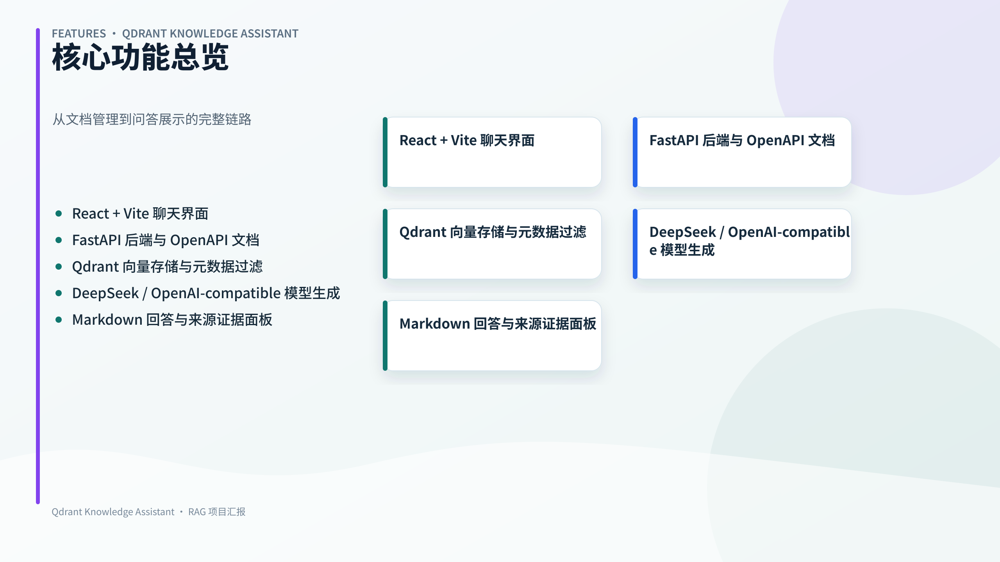 FEATURES · QDRANT KNOWLEDGE ASSISTANT
核心功能总览
从文档管理到问答展示的完整链路
React + Vite 聊天界面
FastAPI 后端与 OpenAPI 文档
Qdrant 向量存储与元数据过滤
DeepSeek / OpenAI-compatible 模型生成
Markdown 回答与来源证据面板
React + Vite 聊天界面
FastAPI 后端与 OpenAPI 文档
Qdrant 向量存储与元数据过滤
DeepSeek / OpenAI-compatibl
e 模型生成
Markdown 回答与来源证据面板
Qdrant Knowledge Assistant · RAG 项目汇报